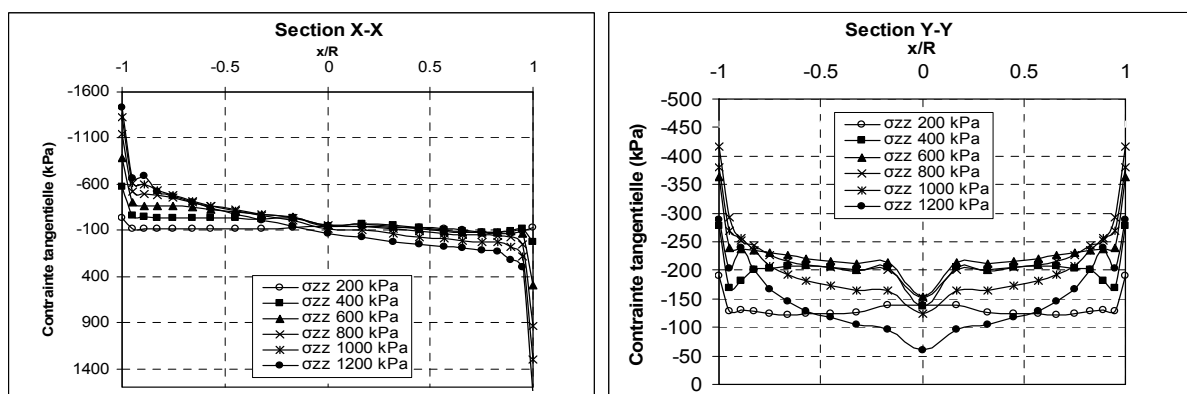 Section X-X
x/R
-1 -0.5 0 0.5 1
-1600
-1100
-600
-100
400
900
1400
Contrainte tangentielle (kPa)
σzz 200 kPa
σzz 400 kPa
σzz 600 kPa
σzz 800 kPa
σzz 1000 kPa
σzz 1200 kPa
Section Y-Y
x/R
-1 -0.5 0 0.5 1
-500
-450
-400
-350
-300
-250
-200
-150
-100
-50
0
Contrainte tangentielle (kPa)
σzz 200 kPa
σzz 400 kPa
σzz 600 kPa
σzz 800 kPa
σzz 1000 kPa
σzz 1200 kPa